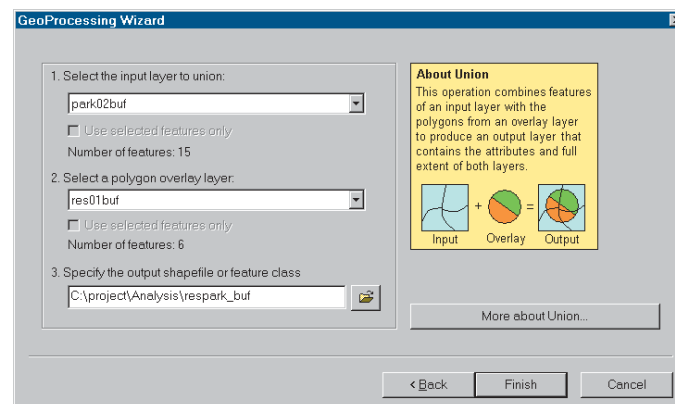 GeoProcessing Wizard
1. Select the input layer to union:
park02buf
Use selected features only
Number of features: 15
2. Select a polygon overlay layer:
res01buf
Use selected features only
Number of features: 6
3. Specify the output shapefile or feature class
C:\project\Analysis\respark_buf
About Union
This operation combines features
of an input layer with the
polygons from an overlay layer
to produce an output layer that
contains the attributes and full
extent of both layers.
+ =
Input Overlay Output
More about Union...
< Back Finish Cancel